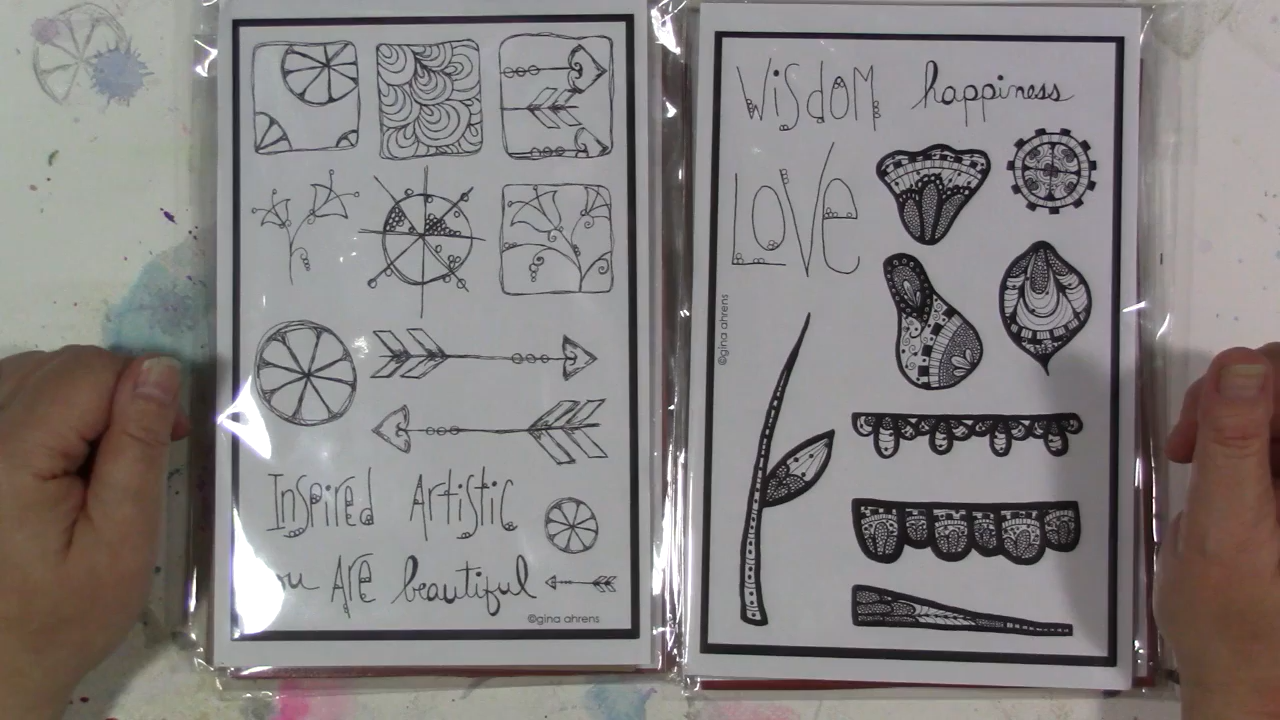 Inspired Artistic
Are beautiful
©gina ahrens
WisdoM happiness
LOVe
©gina ahrens